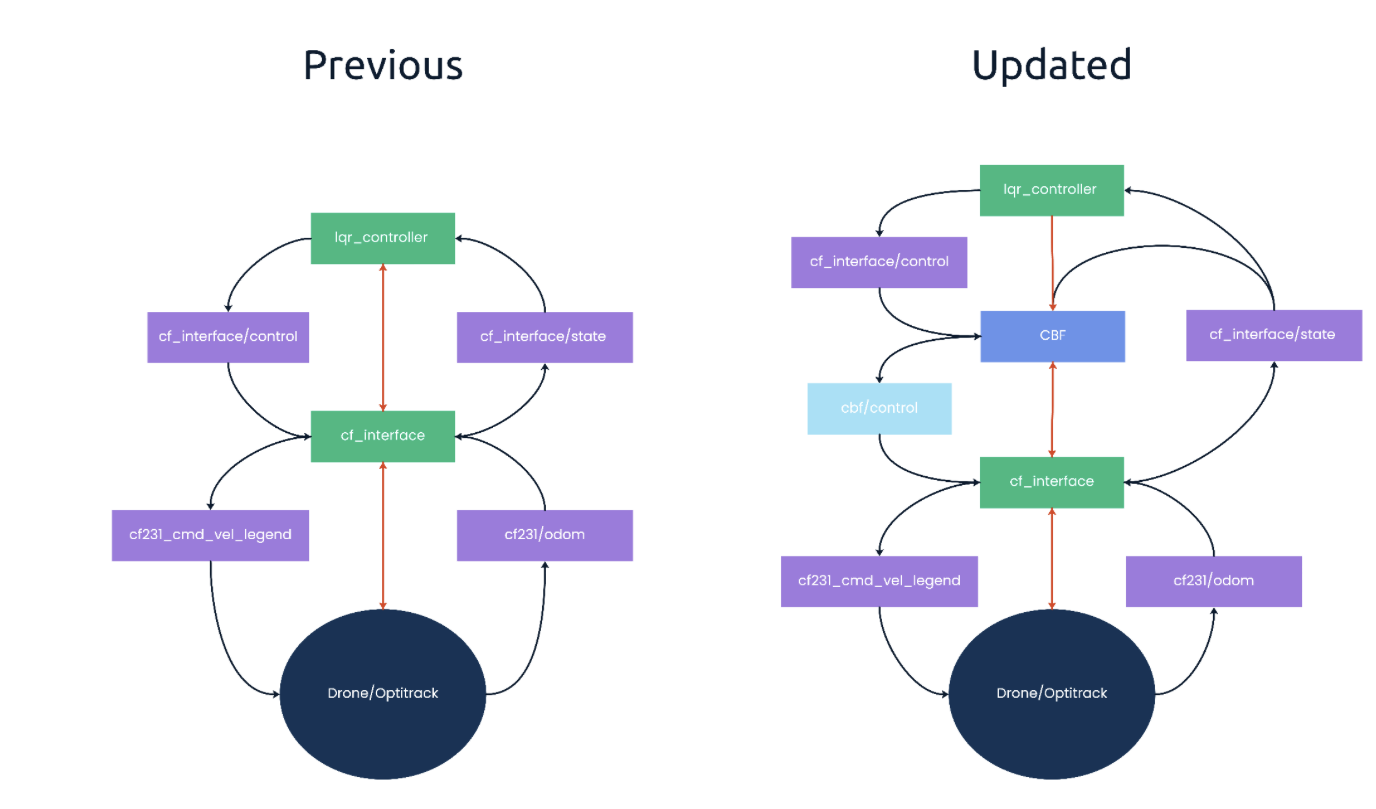 Previous
Updated
lqr_controller
cf_interface/control
cf_interface/state
cf_interface
cf231_cmd_vel_legend
cf231/odom
Drone/Optitrack
lqr_controller
cf_interface/control
CBF
cf_interface/state
cbf/control
cf_interface
cf231_cmd_vel_legend
cf231/odom
Drone/Optitrack